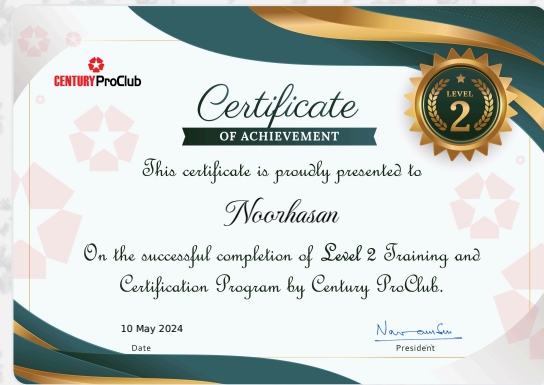 CENTURY ProClub
Certificate
OF ACHIEVEMENT
LEVEL
2
This certificate is proudly presented to
Noorhasan
On the successful completion of Level 2 Training and
Certification Program by Century ProClub.
10 May 2024
Date
President